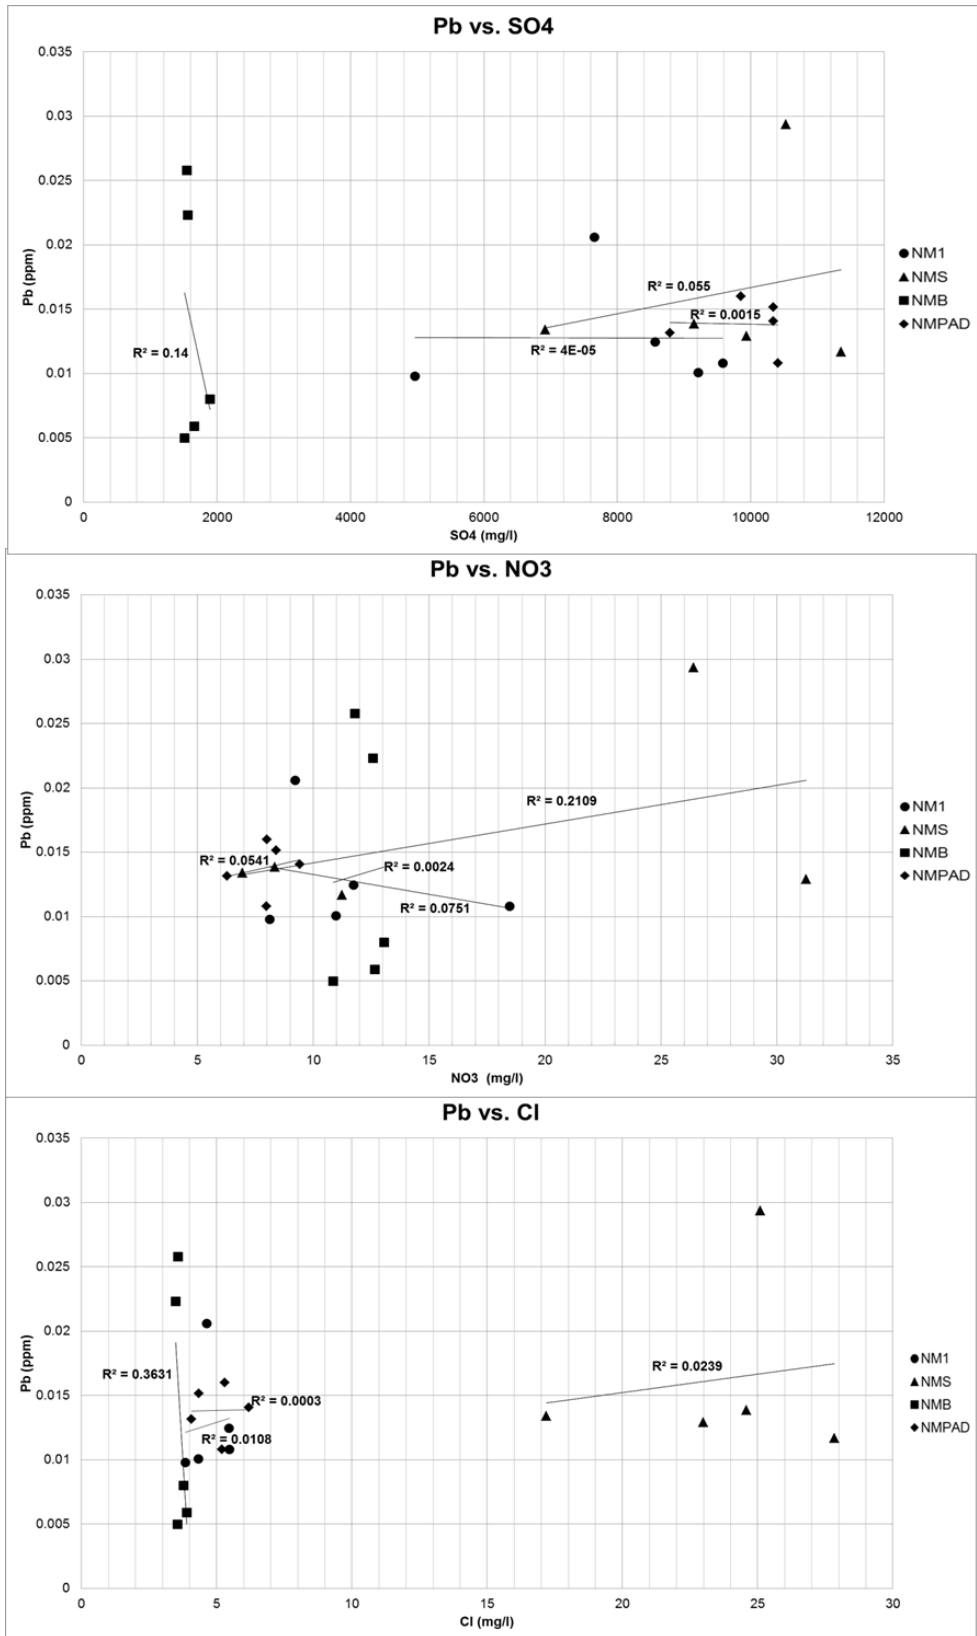 Pb vs. SO4
0.035
0.03
0.025
0.02
0.015
0.01
0.005
0
Pb (ppm)
R² = 0.14
R² = 0.055
R² = 0.0015
R² = 4E-05
NM1
NMS
NMB
NMPAD
0 2000 4000 6000 8000 10000 12000
SO4 (mg/l)
Pb vs. NO3
0.035
0.03
0.025
0.02
0.015
0.01
0.005
0
Pb (ppm)
R² = 0.2109
R² = 0.0541
R² = 0.0024
R² = 0.0751
NM1
NMS
NMB
NMPAD
0 5 10 15 20 25 30 35
NO3 (mg/l)
Pb vs. Cl
0.035
0.03
0.025
0.02
0.015
0.01
0.005
0
Pb (ppm)
R² = 0.3631
R² = 0.0239
R² = 0.0003
R² = 0.0108
NM1
NMS
NMB
NMPAD
0 5 10 15 20 25 30
Cl (mg/l)